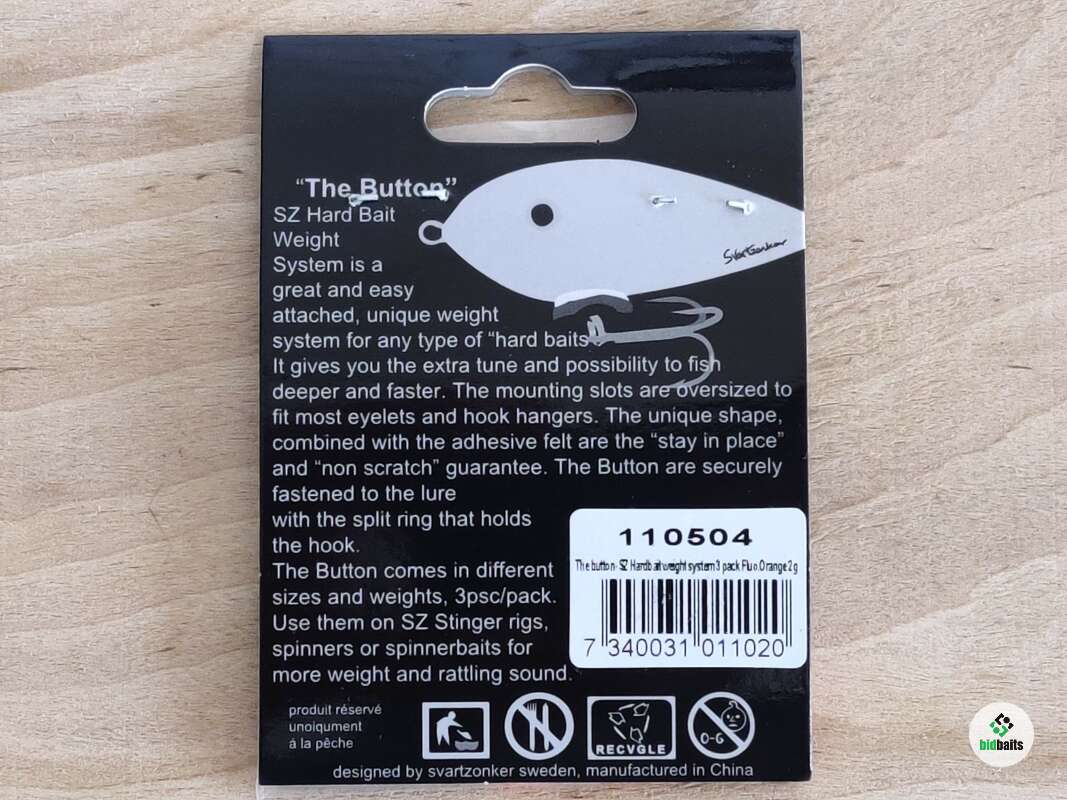 “The Button”
SZ Hard Bait
Weight
System is a
great and easy
attached, unique weight
system for any type of “hard baits”
It gives you the extra tune and possibility to fish
deeper and faster. The mounting slots are oversized to
fit most eyelets and hook hangers. The unique shape,
combined with the adhesive felt are the “stay in place”
and “non scratch” guarantee. The Button are securely
fastened to the lure
with the split ring that holds
the hook.
The Button comes in different
sizes and weights, 3psc/pack.
Use them on SZ Stinger rigs,
spinners or spinnerbaits for
more weight and rattling sound.
SvartZonker
110504
The button- SZ Hardbait weight system 3 pack Fluo.Orange 2g
7 340031 011020
produit réservé
unoiqument
á la pêche
RECVGLE
0-6
designed by svartzonker sweden, manufactured in China
bidbaits